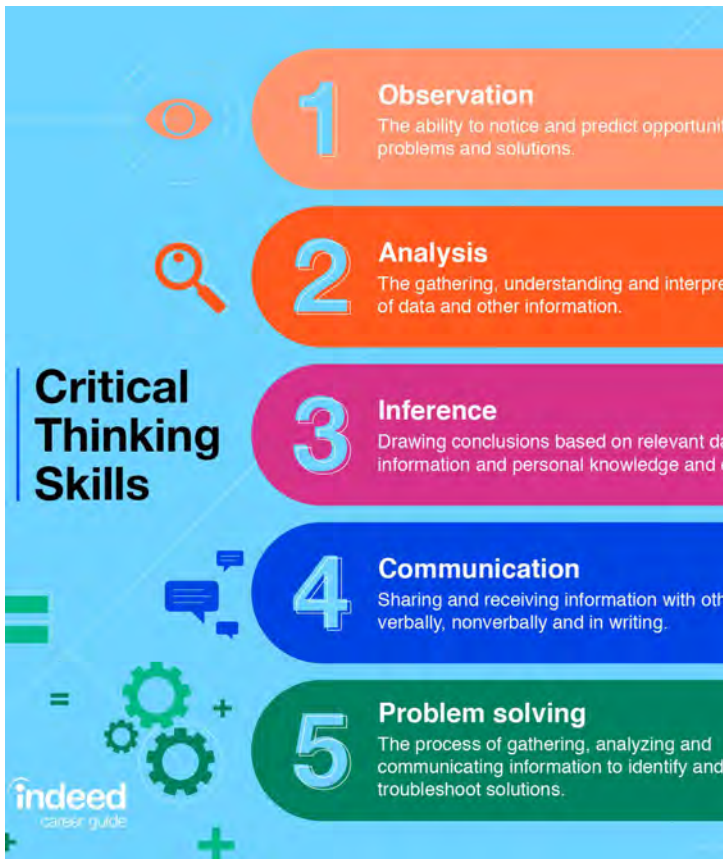 Critical
Thinking
Skills
1
Observation
The ability to notice and predict
problems and solutions.
2
Analysis
The gathering, understanding and
of data and other information.
3
Inference
Drawing conclusions based on relevant
information and personal knowledge and
4
Communication
Sharing and receiving information with
verbally, nonverbally and in writing.
5
Problem solving
The process of gathering, analyzing and
communicating information to identify and
troubleshoot solutions.
indeed
career guide